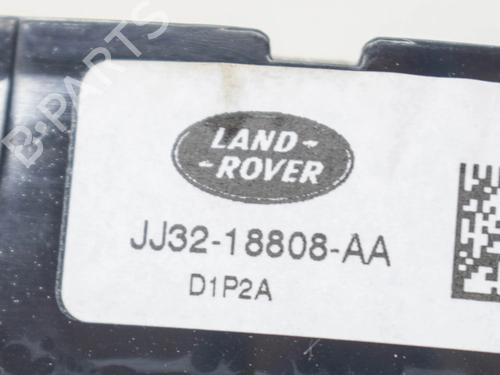 B-PARTS
LAND-
-ROVER
JJ32-18808-AA
D1P2A